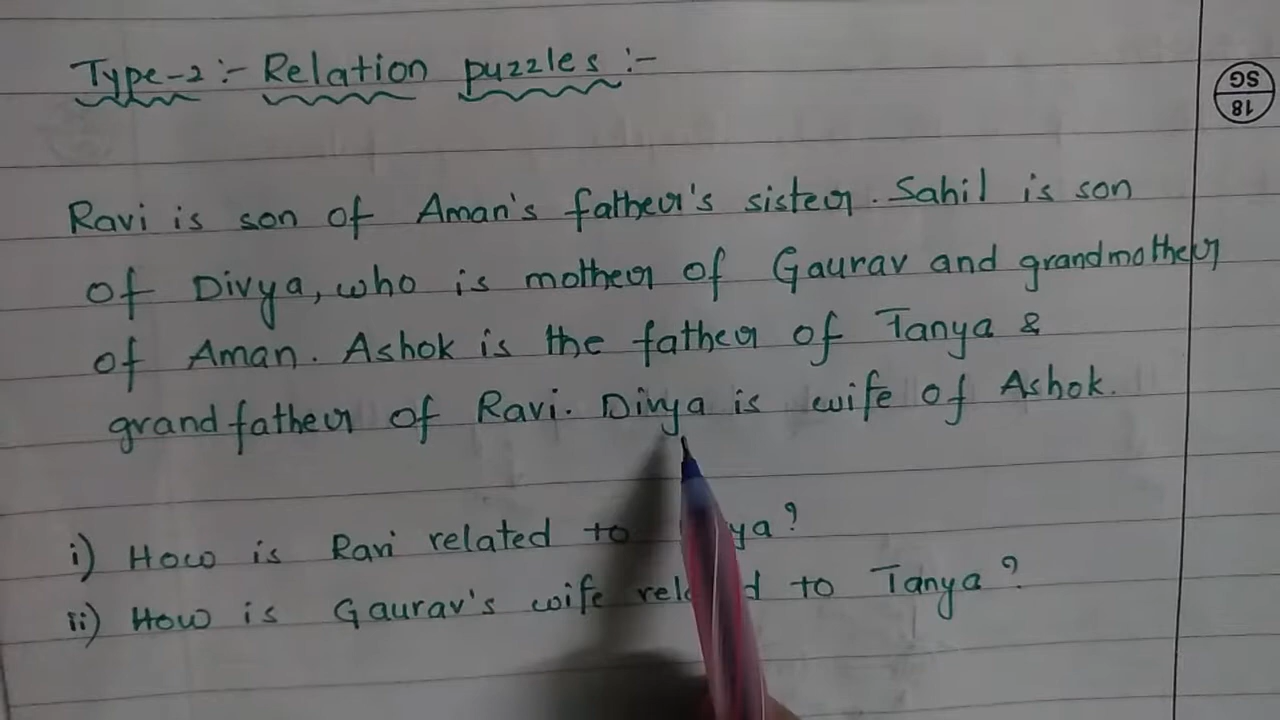 Type-2:- Relation puzzles :-
SG
18
Ravi is son of Aman's father's sister. Sahil is son
of Divya, who is mother of Gaurav and grandmother
of Aman. Ashok is the father of Tanya &
grandfather of Ravi. Divya is wife of Ashok.
i) How is Ravi related to ya?
ii) How is Gaurav's wife rel d to Tanya?